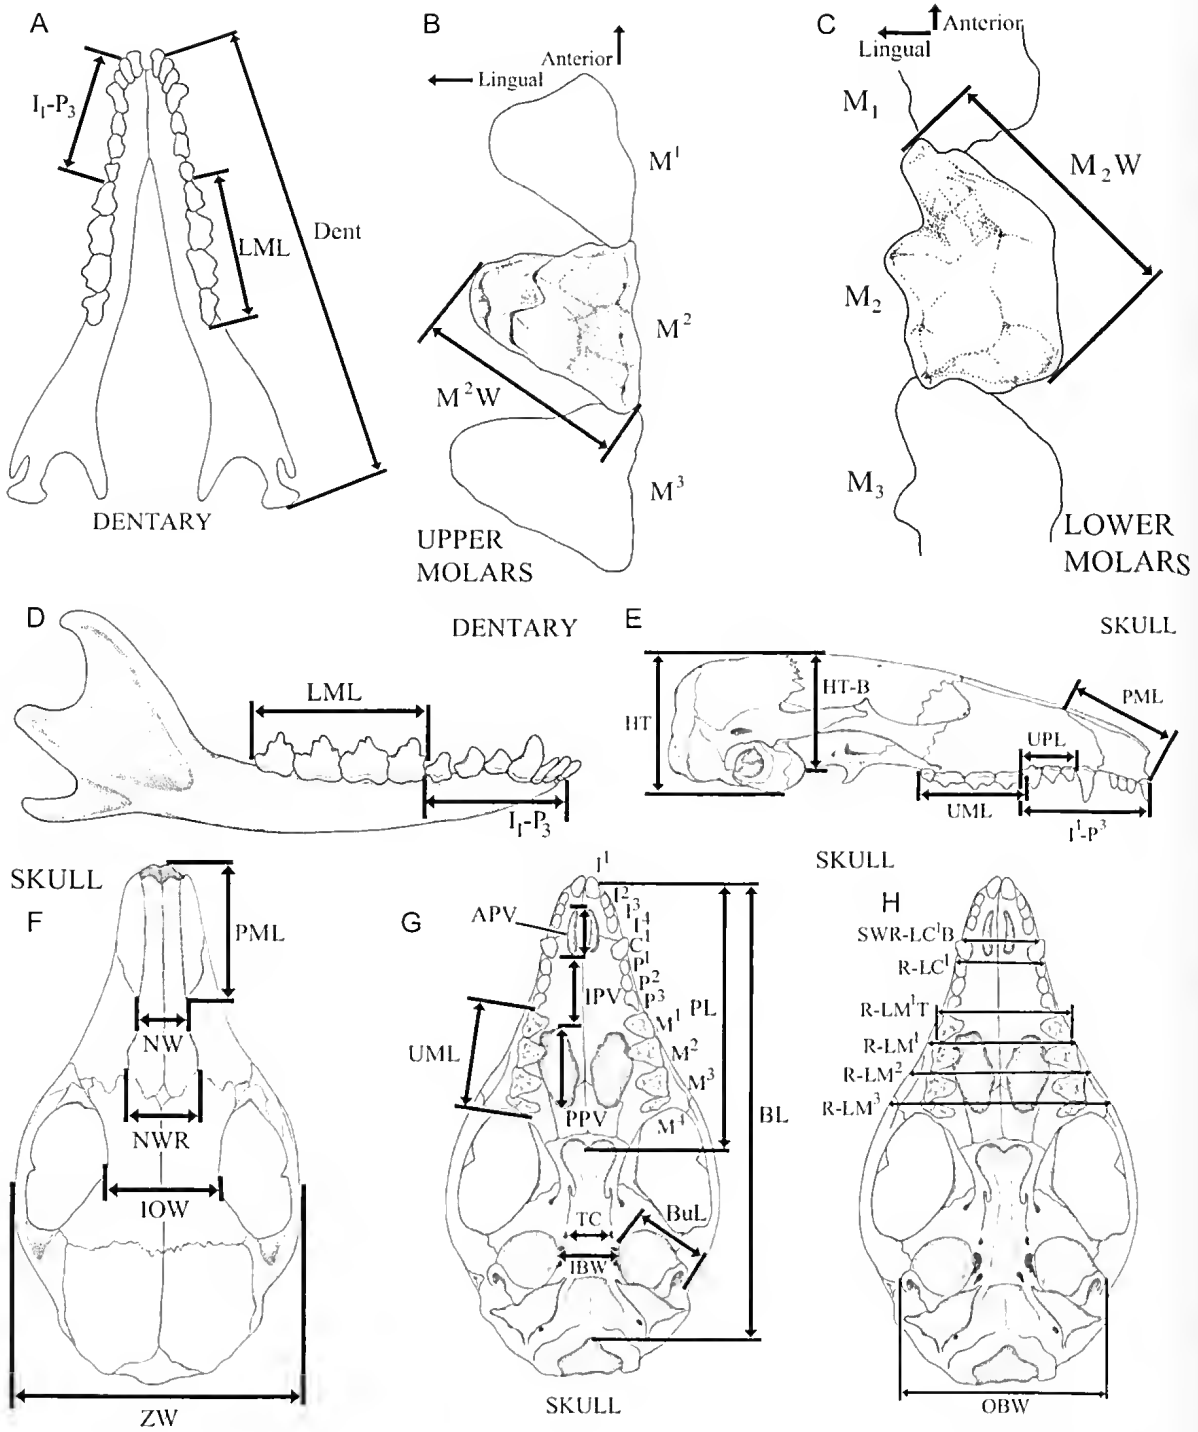 A
I₁-P₃
LML
Dent
DENTARY
B
Anterior
Lingual
M¹
M²
M²W
M³
UPPER
MOLARS
C
Anterior
Lingual
M₁
M₂W
M₂
M₃
LOWER
MOLARS
D
DENTARY
LML
I₁-P₃
E
SKULL
HT
HT-B
PML
UPL
UML
I¹-P³
SKULL
F
PML
NW
NWR
IOW
ZW
G
I¹
I²
I³
I⁴
C¹
P¹
P²
P³
M¹
M²
M³
M⁴
APV
IPV
UML
PPV
PL
BL
TC
IBW
BuL
SKULL
SKULL
H
SWR-LC¹B
R-LC¹
R-LM¹T
R-LM¹
R-LM²
R-LM³
OBW